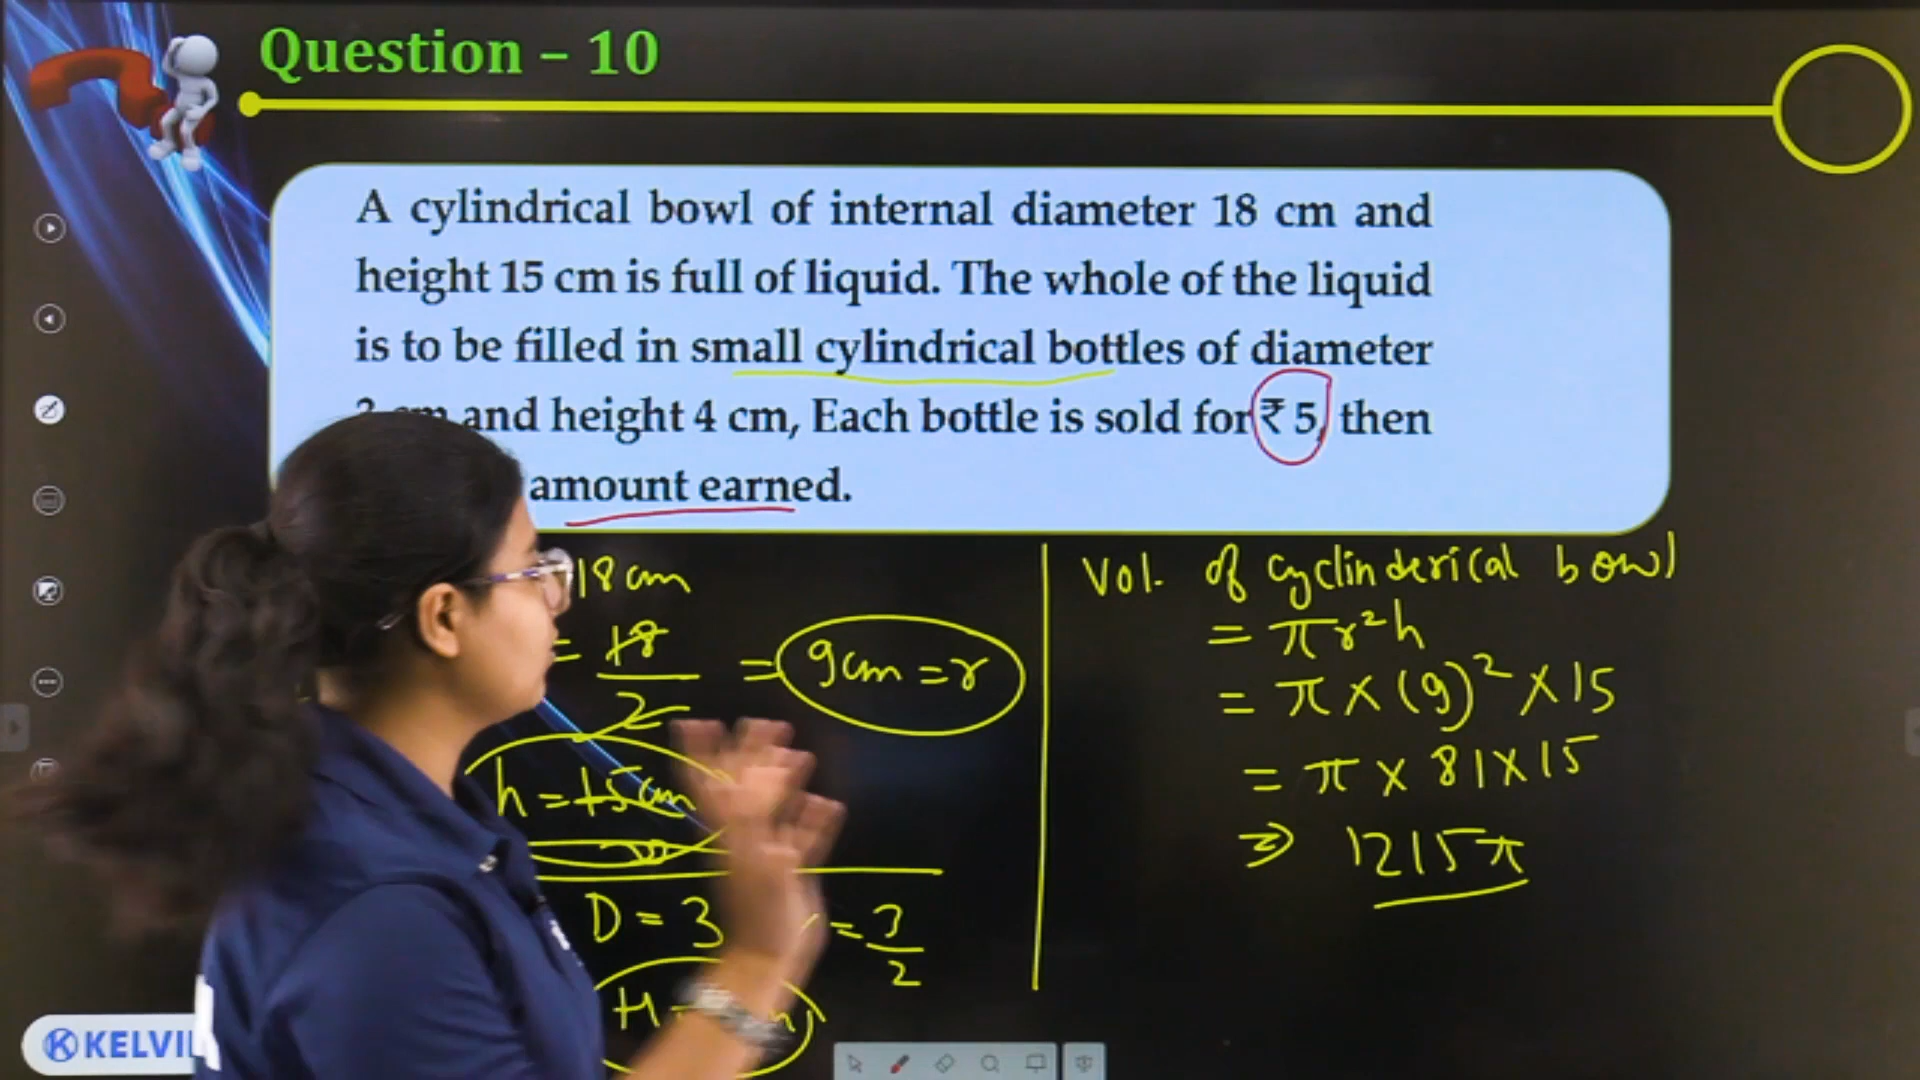 Question – 10
A cylindrical bowl of internal diameter 18 cm and
height 15 cm is full of liquid. The whole of the liquid
is to be filled in small cylindrical bottles of diameter
and height 4 cm, Each bottle is sold for ₹ 5, then
amount earned.
18 cm
= 18/2 = 9cm = r
h = 15 cm
D = 3
= 3/2
H
Vol. of cyclinderical bowl
= πr²h
= π × (9)² × 15
= π × 81 × 15
⇒ 1215π
KELVI